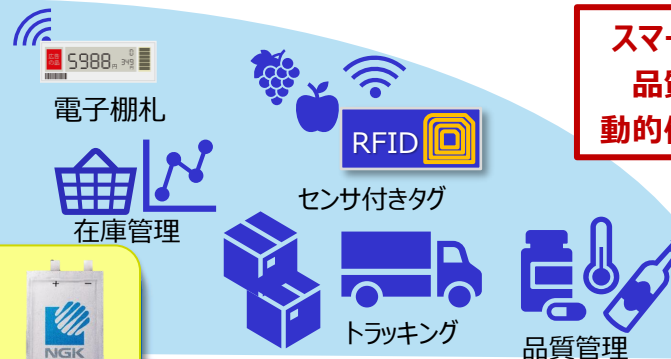 5988
電子棚札
RFID
センサ付きタグ
在庫管理
トラッキング
品質管理
スマー
品質
動的
+ -
NGK